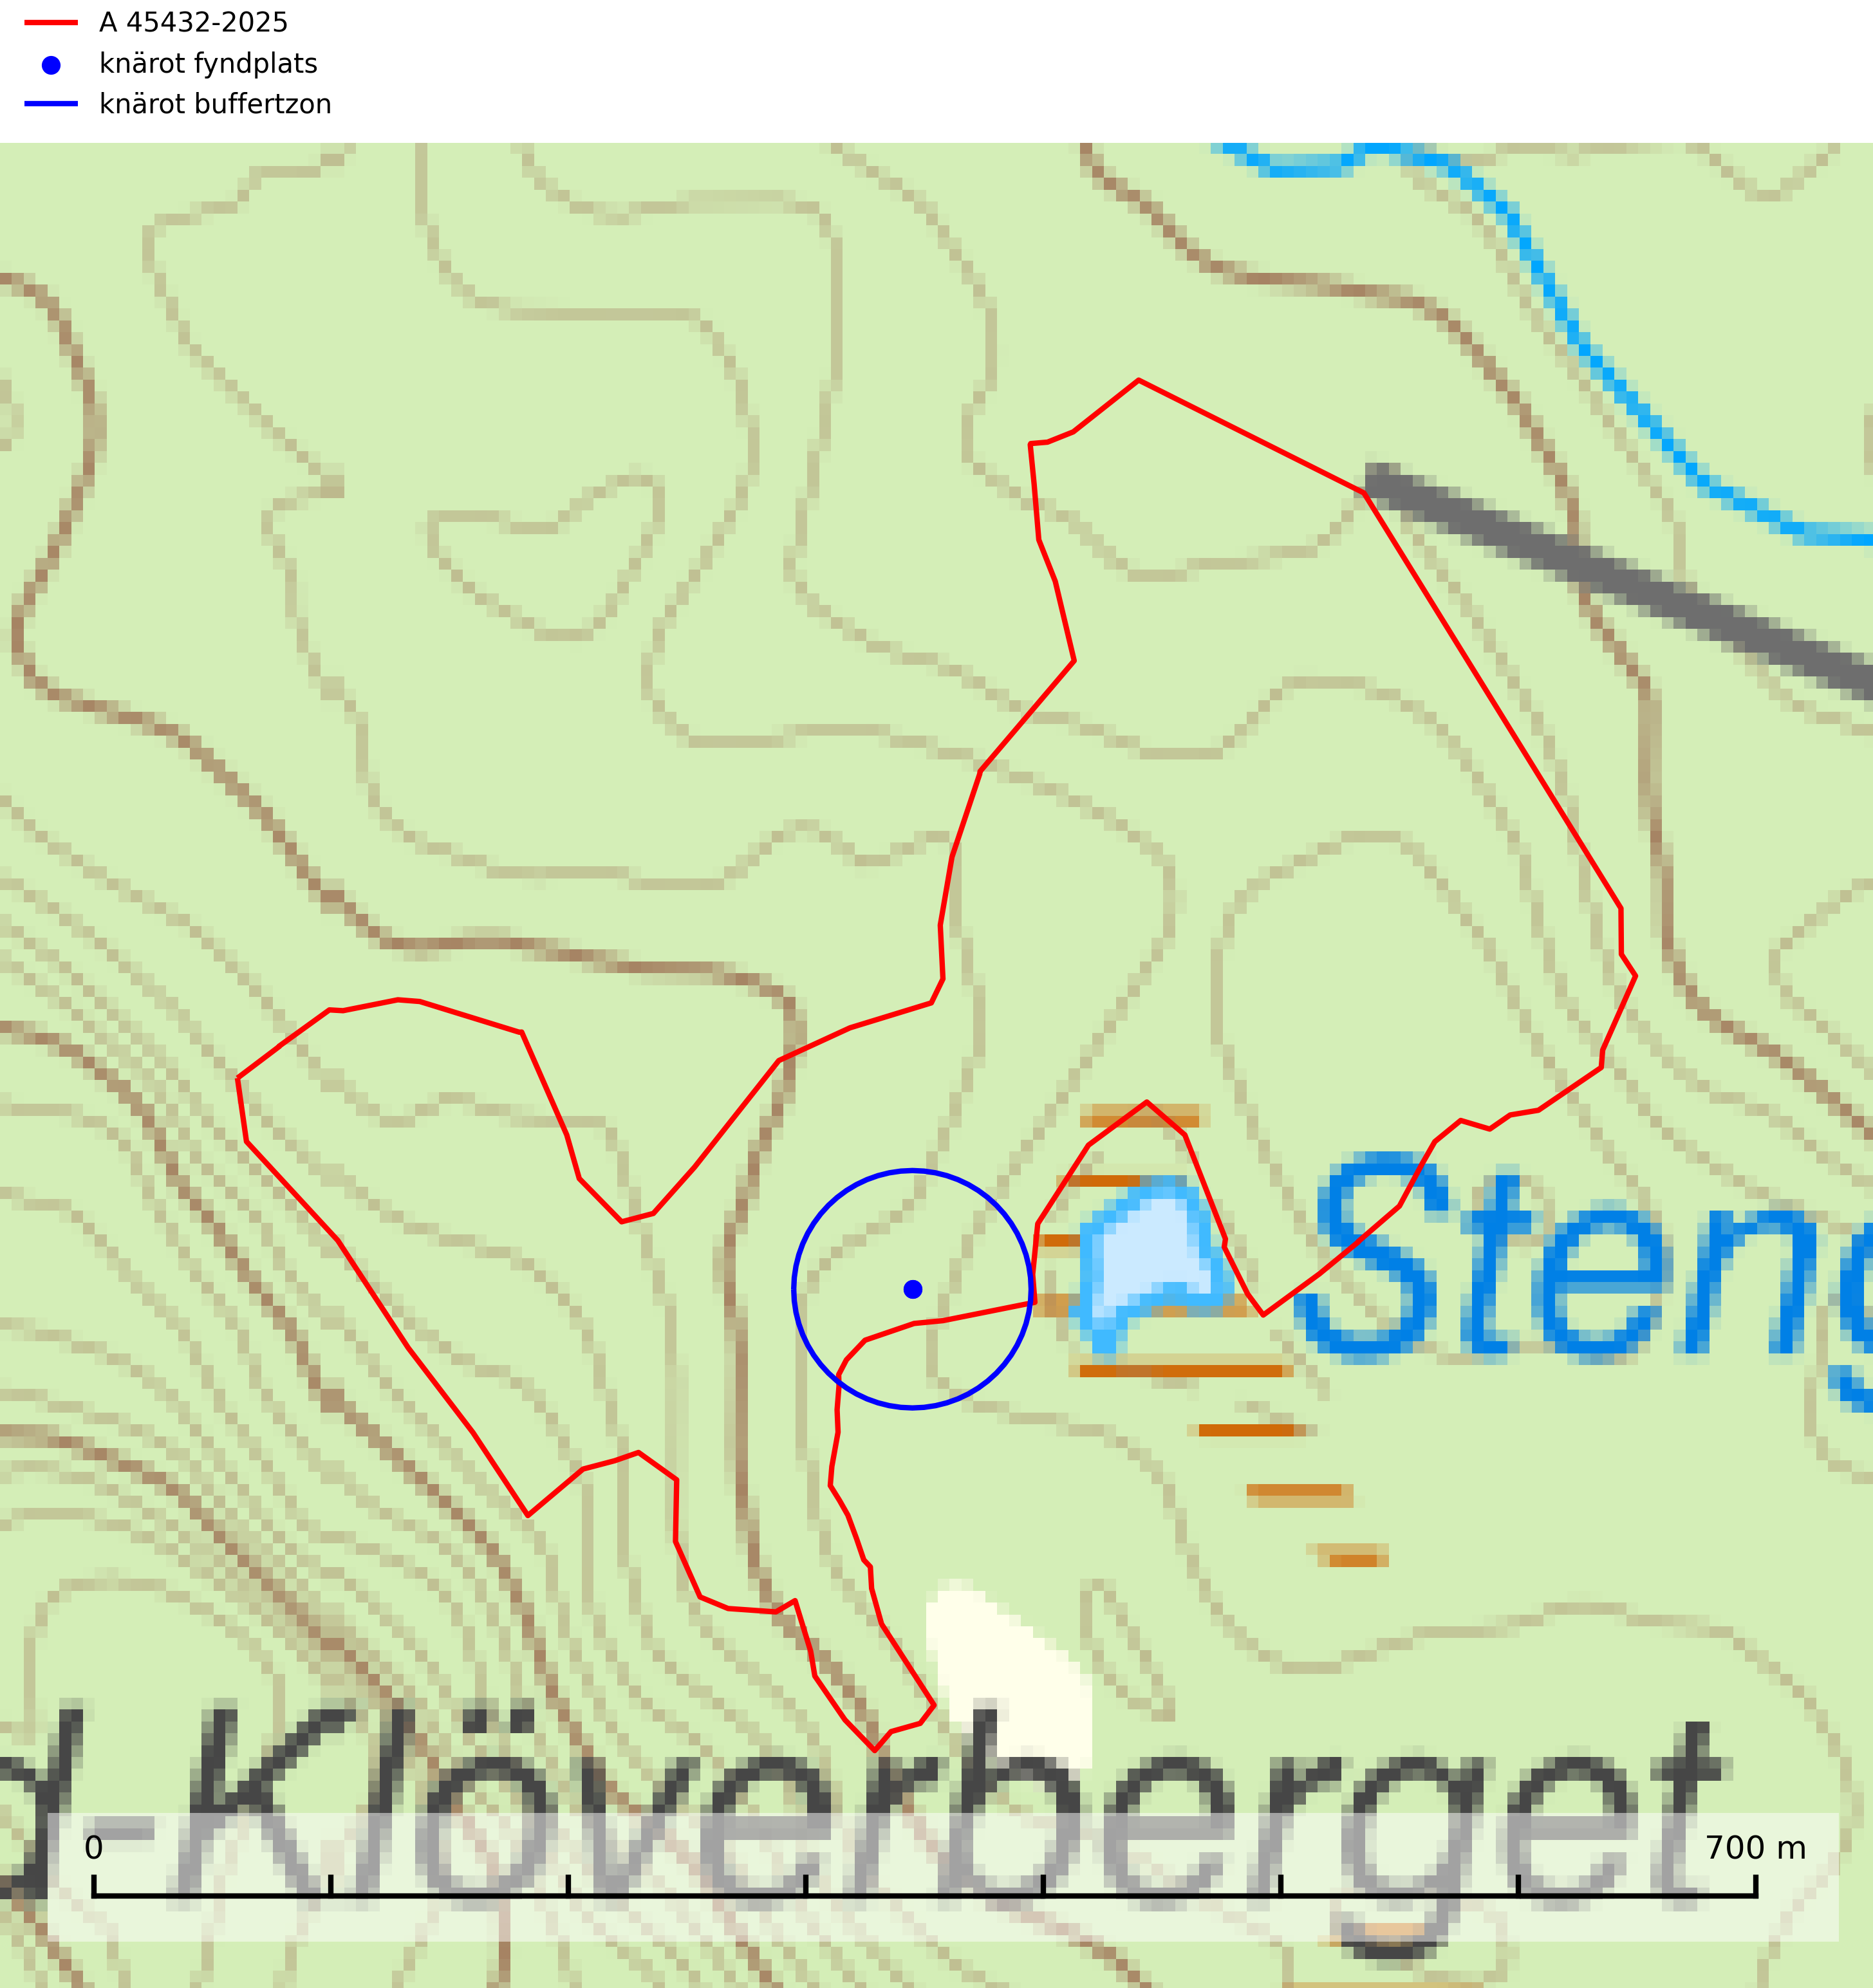 A 45432-2025
knärot fyndplats
knärot buffertzon
Sten
-Klöverberget
0 700 m